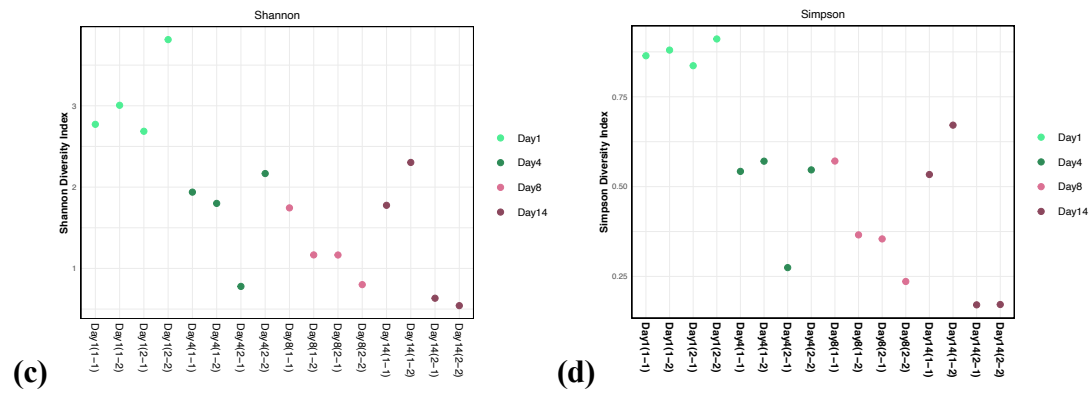 Shannon
Shannon Diversity Index
3
2
1
Day1(1−1)
Day1(1−2)
Day1(2−1)
Day1(2−2)
Day4(1−1)
Day4(1−2)
Day4(2−1)
Day4(2−2)
Day8(1−1)
Day8(1−2)
Day8(2−1)
Day8(2−2)
Day14(1−1)
Day14(1−2)
Day14(2−1)
Day14(2−2)
Day1
Day4
Day8
Day14
(c)
Simpson
Simpson Diversity Index
0.75
0.50
0.25
Day1(1−1)
Day1(1−2)
Day1(2−1)
Day1(2−2)
Day4(1−1)
Day4(1−2)
Day4(2−1)
Day4(2−2)
Day8(1−1)
Day8(1−2)
Day8(2−1)
Day8(2−2)
Day14(1−1)
Day14(1−2)
Day14(2−1)
Day14(2−2)
Day1
Day4
Day8
Day14
(d)